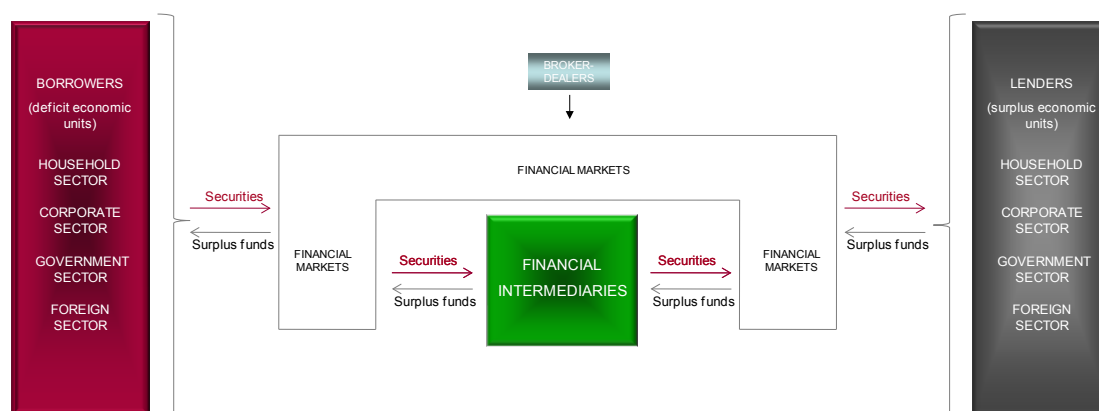 BORROWERS
(deficit economic
units)
HOUSEHOLD
SECTOR
CORPORATE
SECTOR
GOVERNMENT
SECTOR
FOREIGN
SECTOR
Securities
Surplus funds
BROKER-
DEALERS
FINANCIAL MARKETS
FINANCIAL
MARKETS
Securities
Surplus funds
FINANCIAL
INTERMEDIARIES
Securities
Surplus funds
FINANCIAL
MARKETS
Securities
Surplus funds
LENDERS
(surplus economic
units)
HOUSEHOLD
SECTOR
CORPORATE
SECTOR
GOVERNMENT
SECTOR
FOREIGN
SECTOR